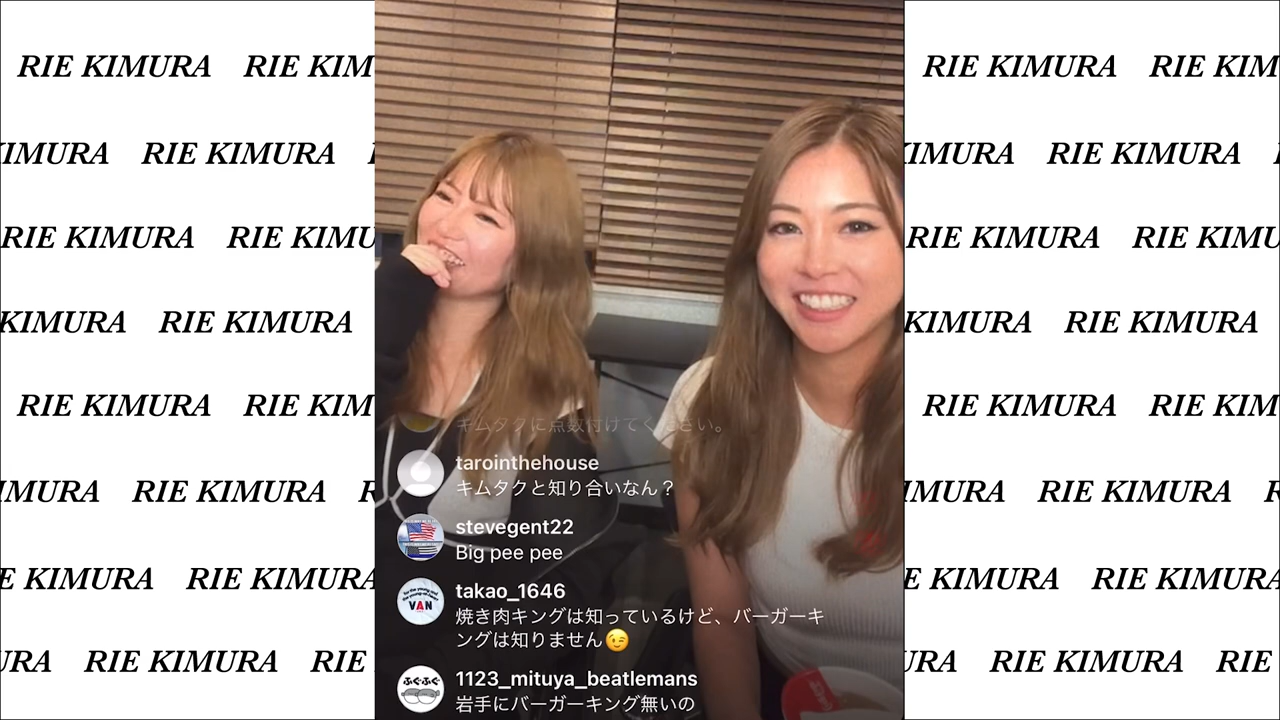 RIE KIMURA RIE KIM
IMURA RIE KIMURA
RIE KIMURA RIE KIMU
KIMURA RIE KIMURA
RIE KIMURA RIE KIM
IMURA RIE KIMURA R
E KIMURA RIE KIMURA
URA RIE KIMURA RIE
キムタクに点数付けてください。
tarointhehouse
キムタクと知り合いなん？
stevegent22
Big pee pee
takao_1646
VAN
焼き肉キングは知っているけど、バーガーキ
ングは知りません😉
ふぐふぐ
1123_mituya_beatlemans
岩手にバーガーキング無いの
RIE KIMURA RIE KIM
IMURA RIE KIMURA
RIE KIMURA RIE KIMU
KIMURA RIE KIMURA
RIE KIMURA RIE KIM
IMURA RIE KIMURA R
E KIMURA RIE KIMURA
URA RIE KIMURA RIE